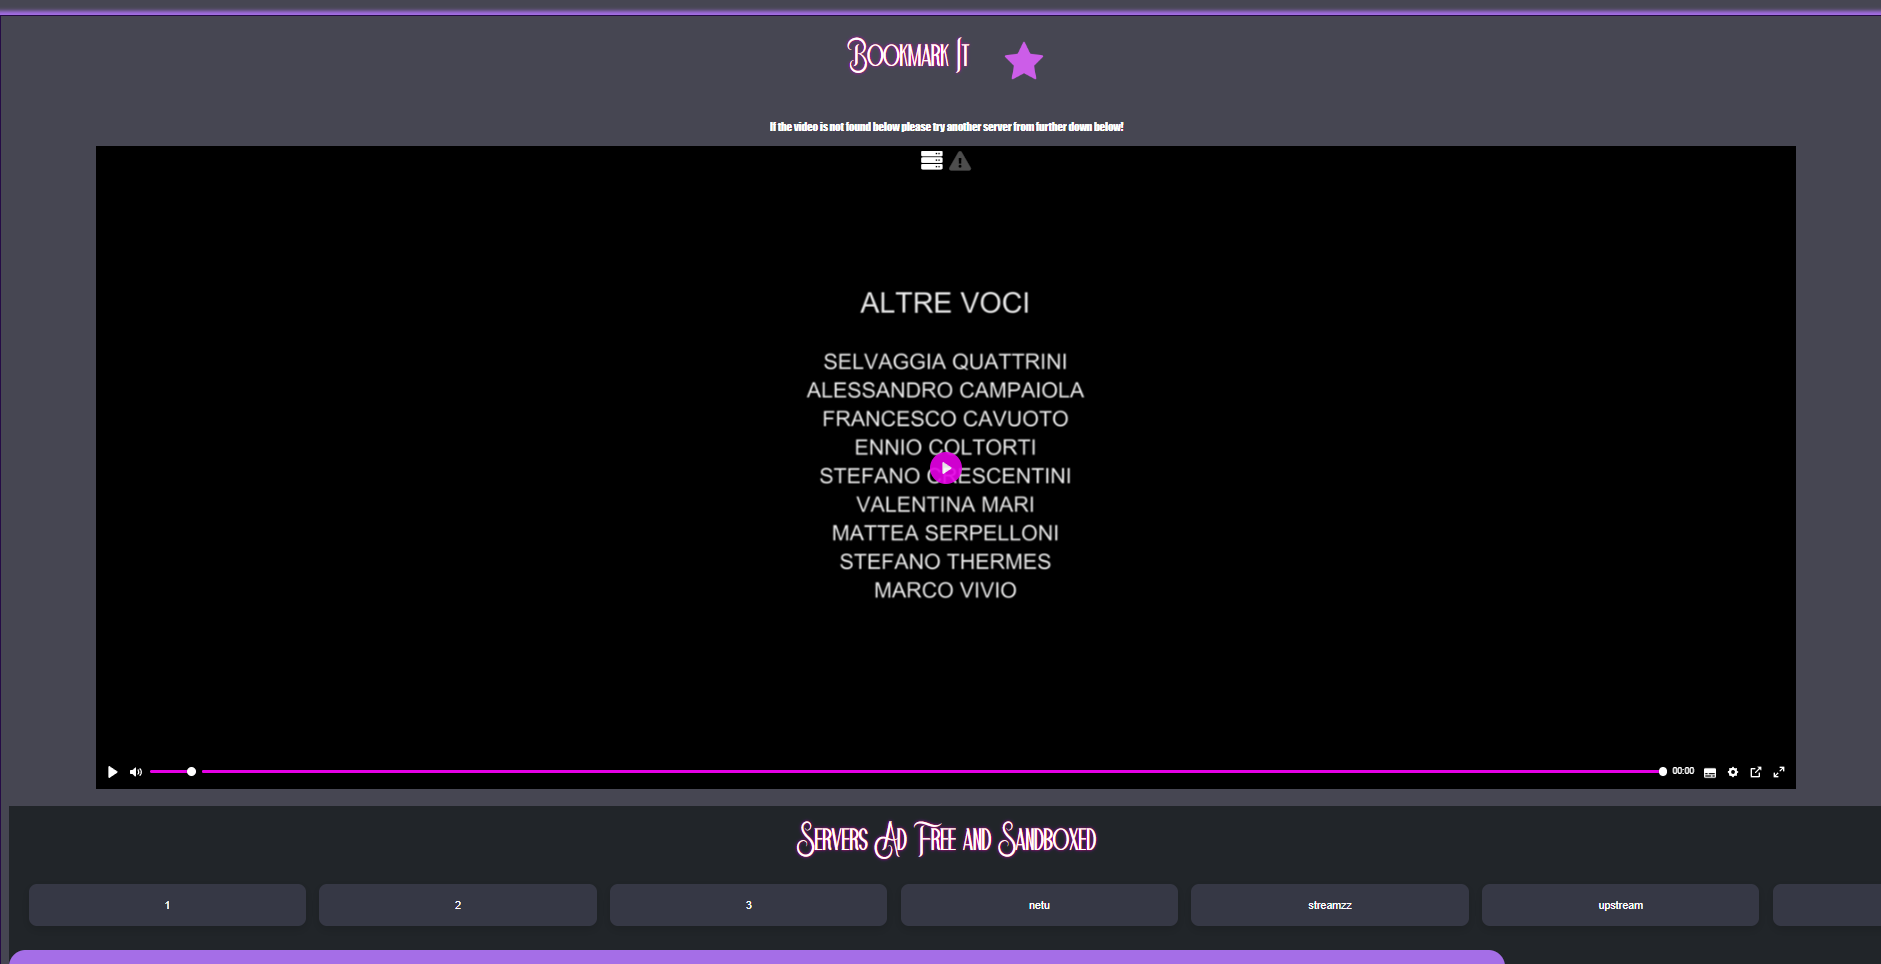 Bookmark It
If the video is not found below please try another server from further down below!
ALTRE VOCI
SELVAGGIA QUATTRINI
ALESSANDRO CAMPAIOLA
FRANCESCO CAVUOTO
ENNIO COLTORTI
STEFANO CRESCENTINI
VALENTINA MARI
MATTEA SERPELLONI
STEFANO THERMES
MARCO VIVIO
00:00
Servers Ad Free and Sandboxed
1 2 3 netu streamzz upstream